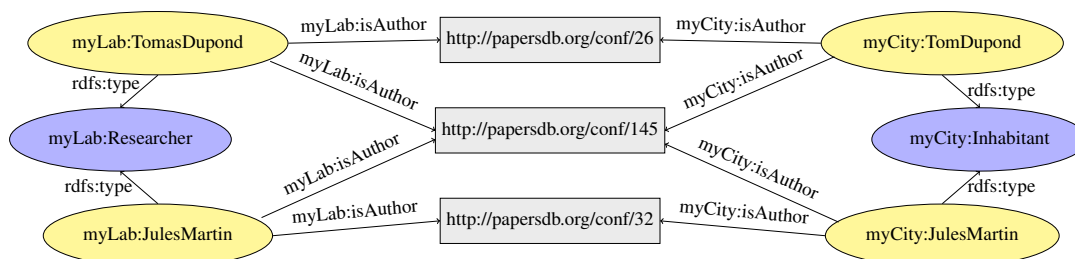 myLab:TomasDupond
myLab:isAuthor
http://papersdb.org/conf/26
myCity:isAuthor
myCity:TomDupond
rdfs:type
myLab:isAuthor
myCity:isAuthor
rdfs:type
myLab:Researcher
http://papersdb.org/conf/145
myCity:Inhabitant
rdfs:type
myLab:isAuthor
myCity:isAuthor
rdfs:type
myLab:JulesMartin
myLab:isAuthor
http://papersdb.org/conf/32
myCity:isAuthor
myCity:JulesMartin